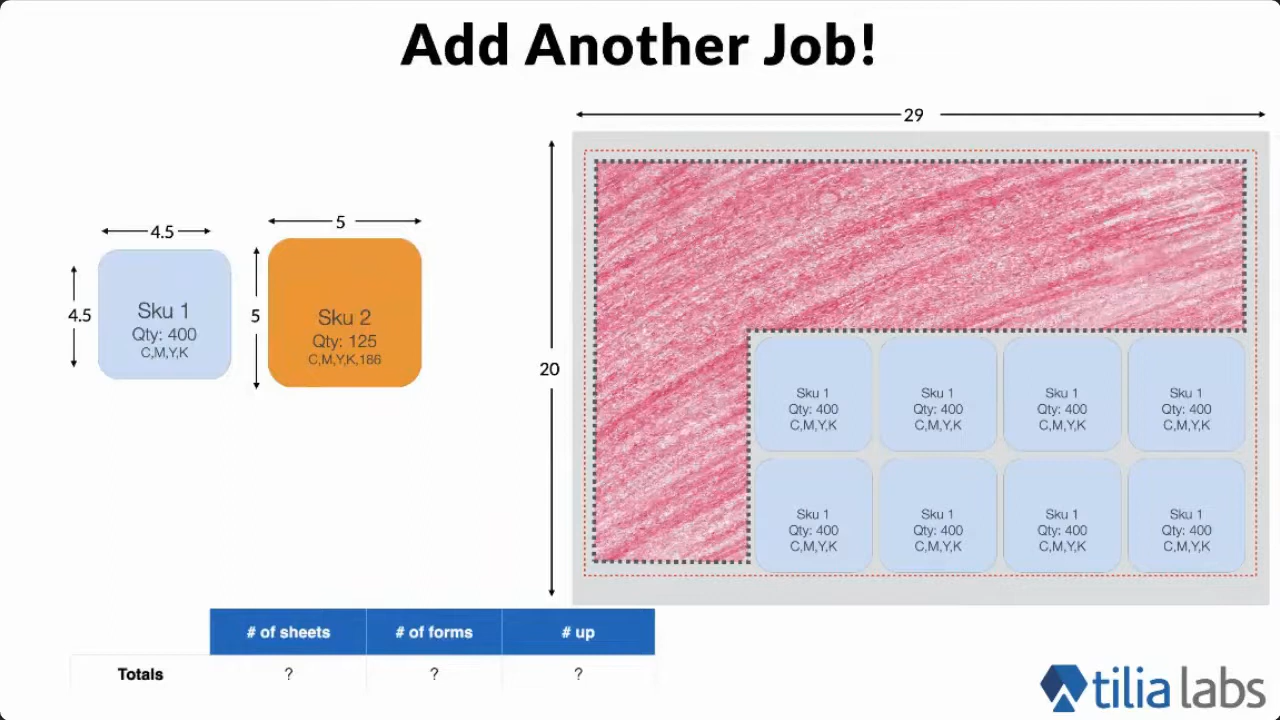 Add Another Job!
29
4.5
5
4.5
Sku 1
Qty: 400
C,M,Y,K
5
Sku 2
Qty: 125
C,M,Y,K,186
20
Sku 1 Sku 1 Sku 1 Sku 1
Qty: 400 Qty: 400 Qty: 400 Qty: 400
C,M,Y,K C,M,Y,K C,M,Y,K C,M,Y,K
Sku 1 Sku 1 Sku 1 Sku 1
Qty: 400 Qty: 400 Qty: 400 Qty: 400
C,M,Y,K C,M,Y,K C,M,Y,K C,M,Y,K
# of sheets # of forms # up
Totals ? ? ?
tilia labs